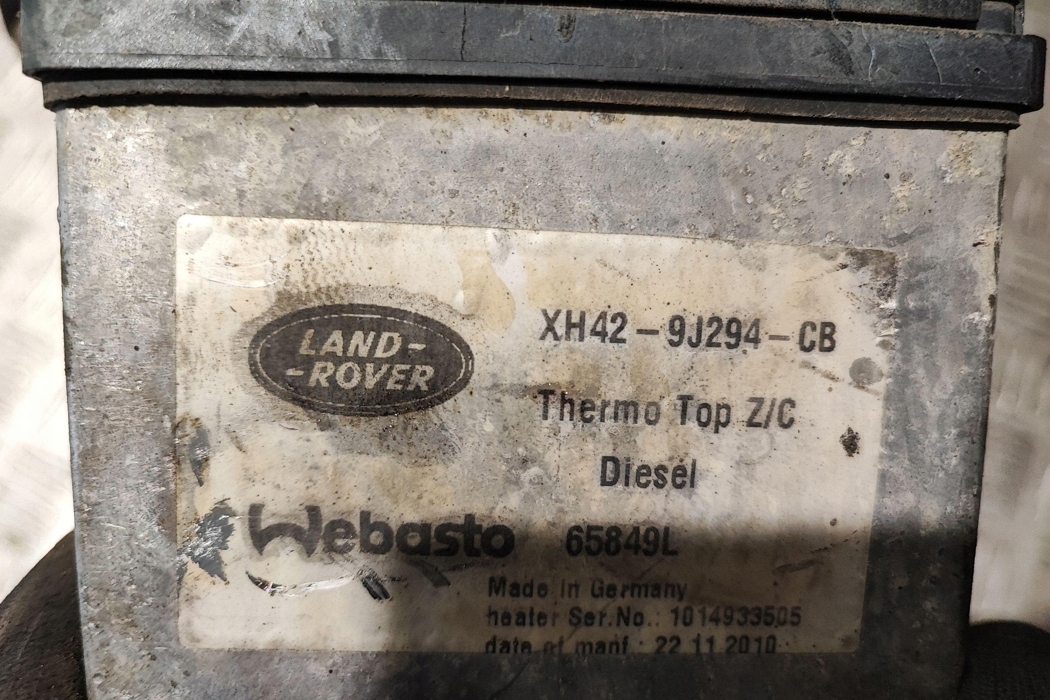 LAND-
-ROVER
XH42-9J294-CB
Thermo Top Z/C
Diesel
Webasto 65849L
Made In Germany
heater Ser.No.: 1014933505
date of manf.: 22 11 2010